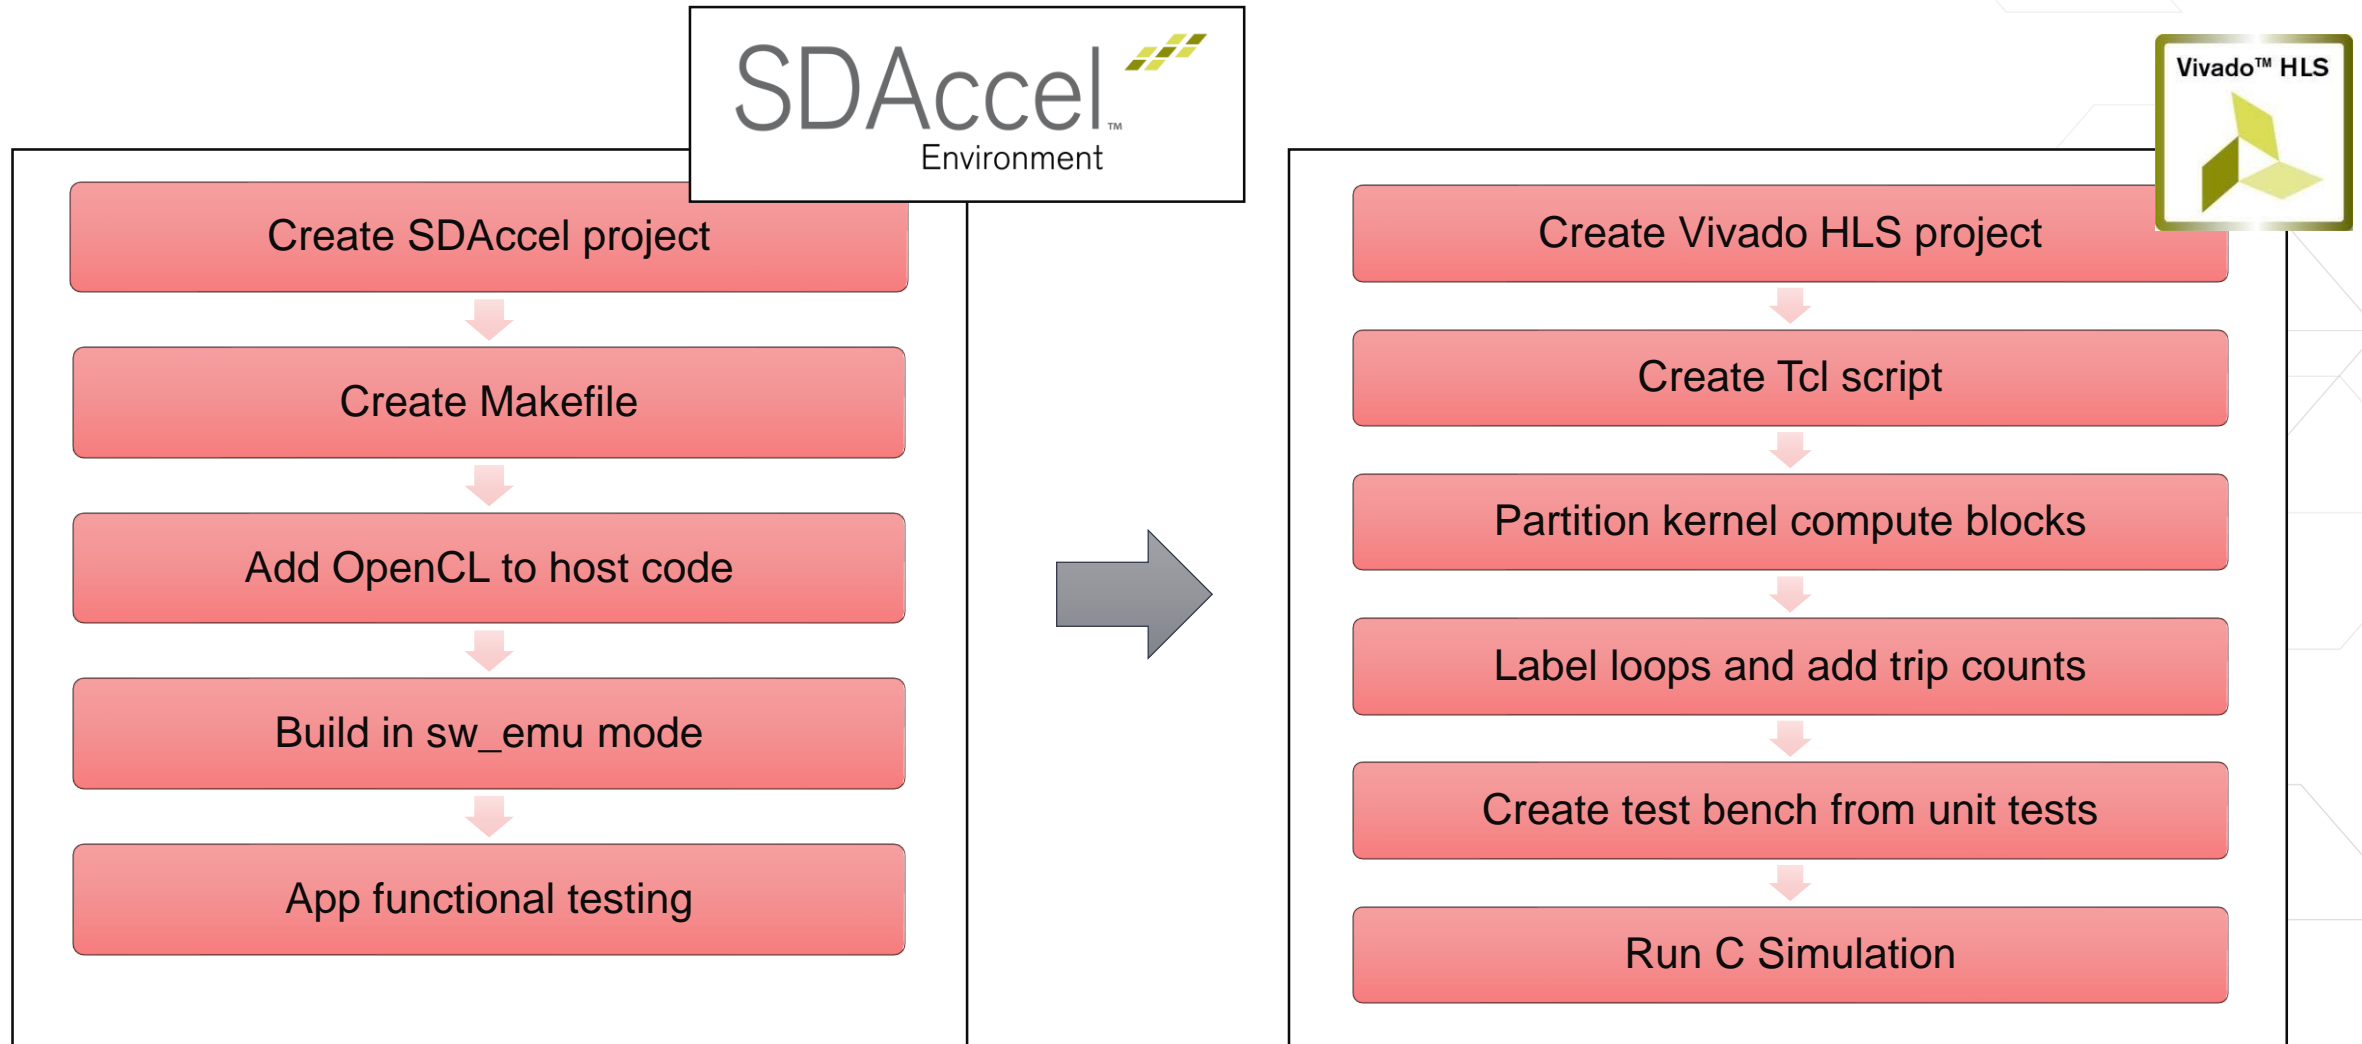 SDAccel™
Environment
Create SDAccel project
Create Makefile
Add OpenCL to host code
Build in sw_emu mode
App functional testing
Vivado™ HLS
Create Vivado HLS project
Create Tcl script
Partition kernel compute blocks
Label loops and add trip counts
Create test bench from unit tests
Run C Simulation